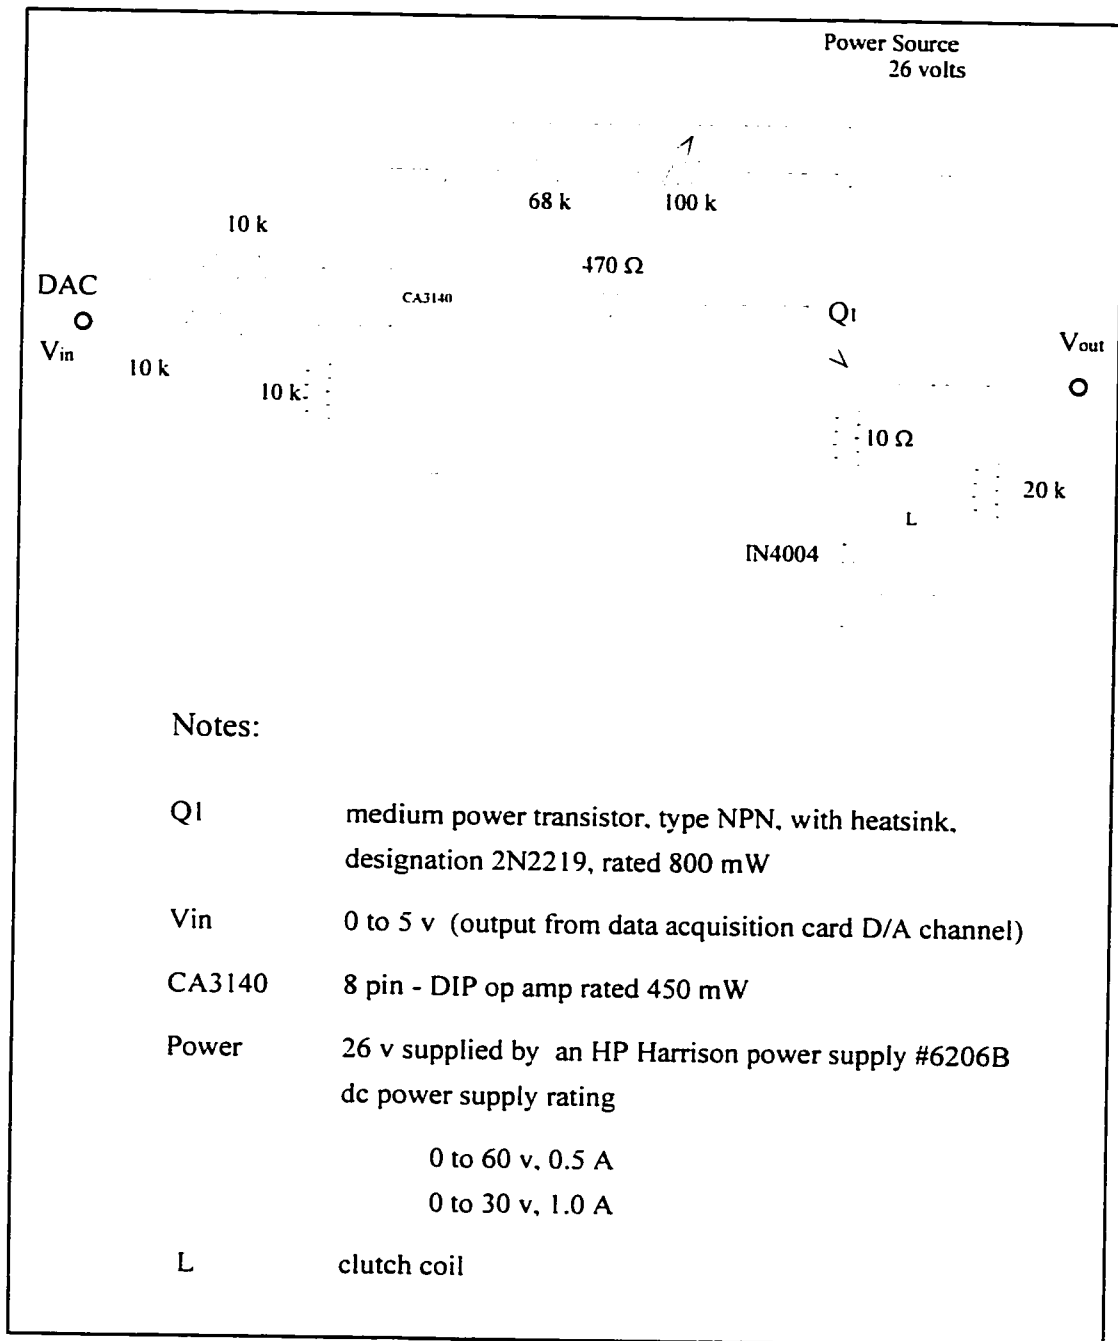 Power Source
26 volts
68 k
100 k
10 k
470 Ω
DAC
CA3140
Q1
Vin
Vout
10 k
10 k
10 Ω
20 k
L
IN4004
Notes:
Q1 medium power transistor, type NPN, with heatsink,
designation 2N2219, rated 800 mW
Vin 0 to 5 v (output from data acquisition card D/A channel)
CA3140 8 pin - DIP op amp rated 450 mW
Power 26 v supplied by an HP Harrison power supply #6206B
dc power supply rating
0 to 60 v, 0.5 A
0 to 30 v, 1.0 A
L clutch coil